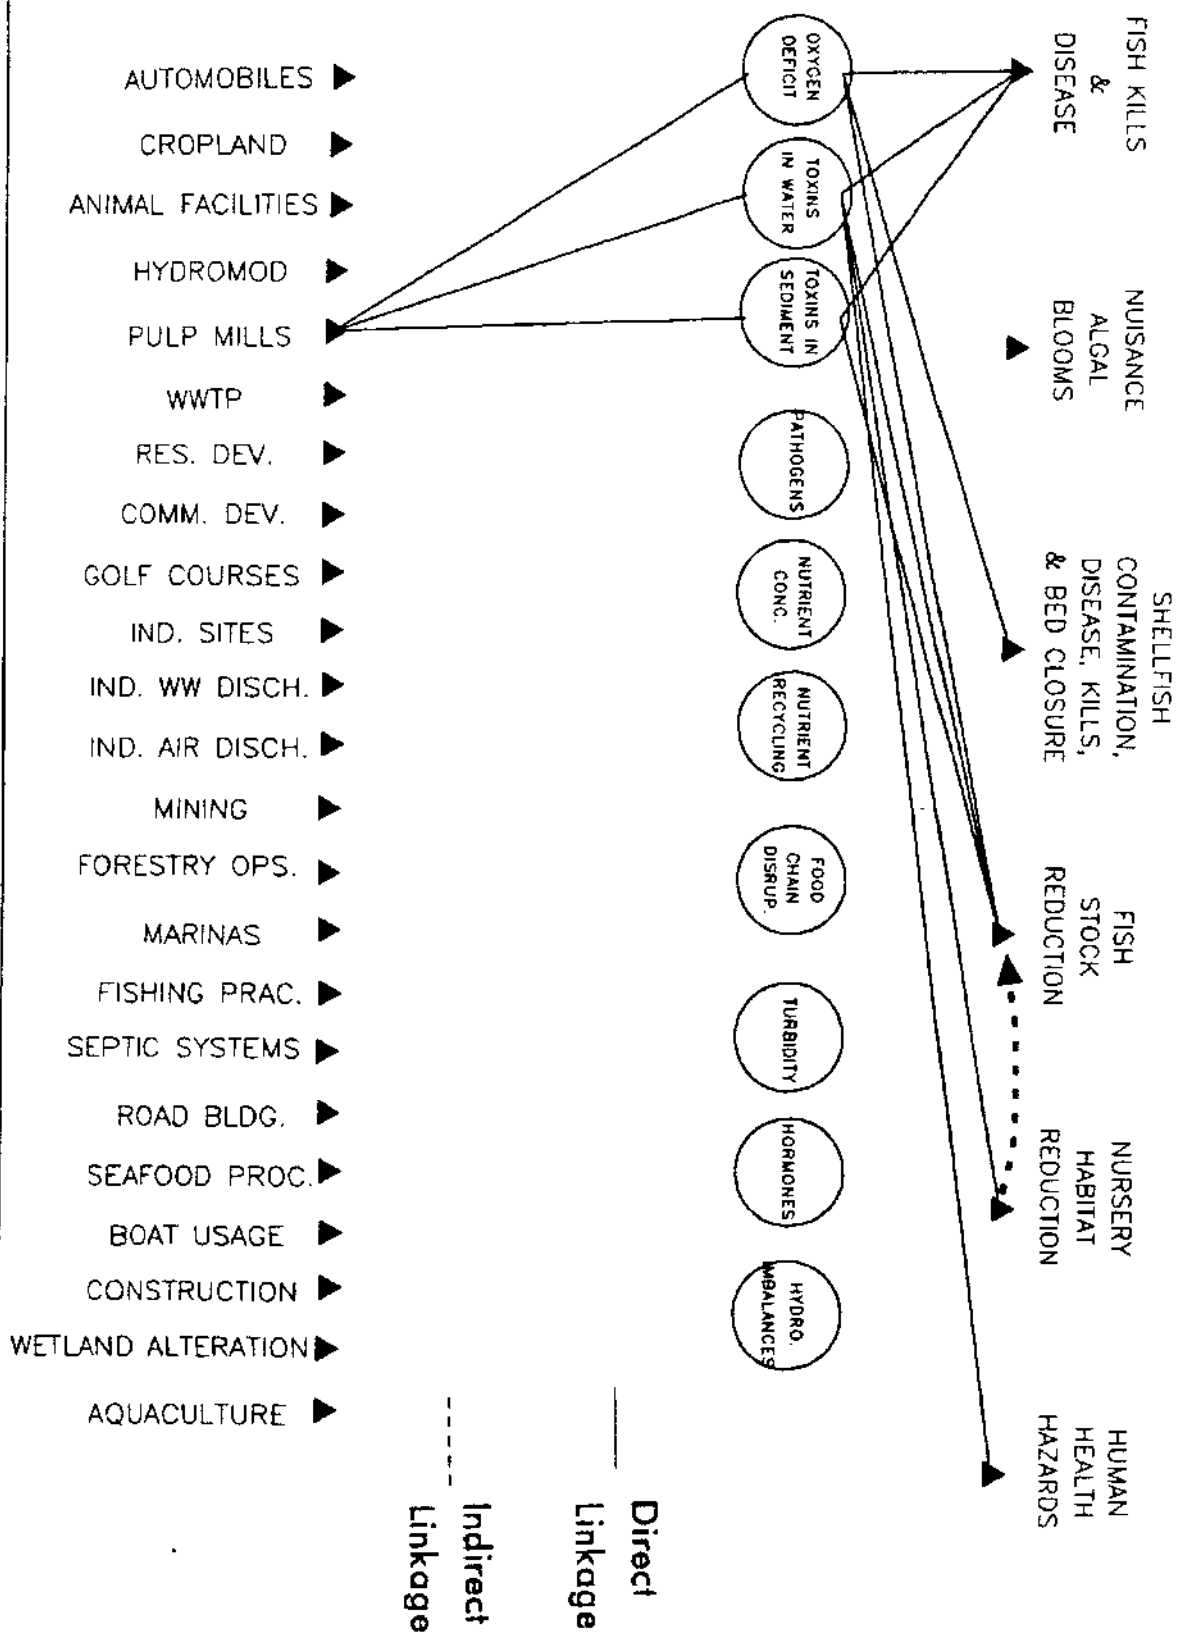 AUTOMOBILES
CROPLAND
ANIMAL FACILITIES
HYDROMOD
PULP MILLS
WWTP
RES. DEV.
COMM. DEV.
GOLF COURSES
IND. SITES
IND. WW DISCH.
IND. AIR DISCH.
MINING
FORESTRY OPS.
MARINAS
FISHING PRAC.
SEPTIC SYSTEMS
ROAD BLDG.
SEAFOOD PROC.
BOAT USAGE
CONSTRUCTION
WETLAND ALTERATION
AQUACULTURE
OXYGEN
DEFICIT
TOXINS
IN WATER
TOXINS IN
SEDIMENT
PATHOGENS
NUTRIENT
CONC.
NUTRIENT
RECYCLING
FOOD
CHAIN
DISRUP.
TURBIDITY
HORMONES
HYDRO.
IMBALANCES
FISH KILLS
&
DISEASE
NUISANCE
ALGAL
BLOOMS
SHELLFISH
CONTAMINATION,
DISEASE, KILLS,
& BED CLOSURE
FISH
STOCK
REDUCTION
NURSERY
HABITAT
REDUCTION
HUMAN
HEALTH
HAZARDS
Direct
Linkage
Indirect
Linkage